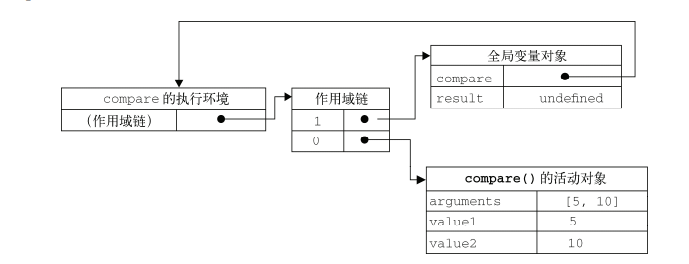 全局变量对象
compare
result undefined
compare 的执行环境
(作用域链)
作用域链
1
0
compare() 的活动对象
arguments [5, 10]
value1 5
value2 10